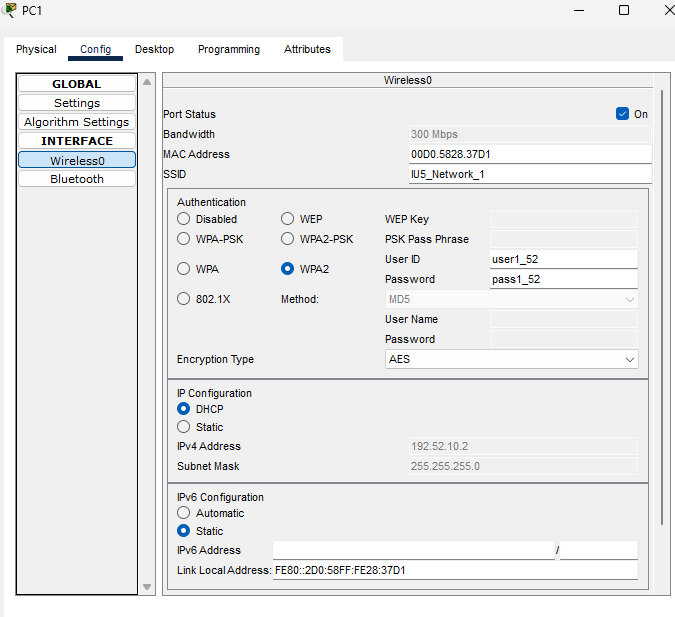 PC1
Physical Config Desktop Programming Attributes
GLOBAL
Settings
Algorithm Settings
INTERFACE
Wireless0
Bluetooth
Wireless0
Port Status On
Bandwidth 300 Mbps
MAC Address 00D0.5828.37D1
SSID IU5_Network_1
Authentication
Disabled WEP WEP Key
WPA-PSK WPA2-PSK PSK Pass Phrase
User ID user1_52
WPA WPA2
Password pass1_52
802.1X Method: MD5
User Name
Password
Encryption Type AES
IP Configuration
DHCP
Static
IPv4 Address 192.52.10.2
Subnet Mask 255.255.255.0
IPv6 Configuration
Automatic
Static
IPv6 Address /
Link Local Address: FE80::2D0:58FF:FE28:37D1